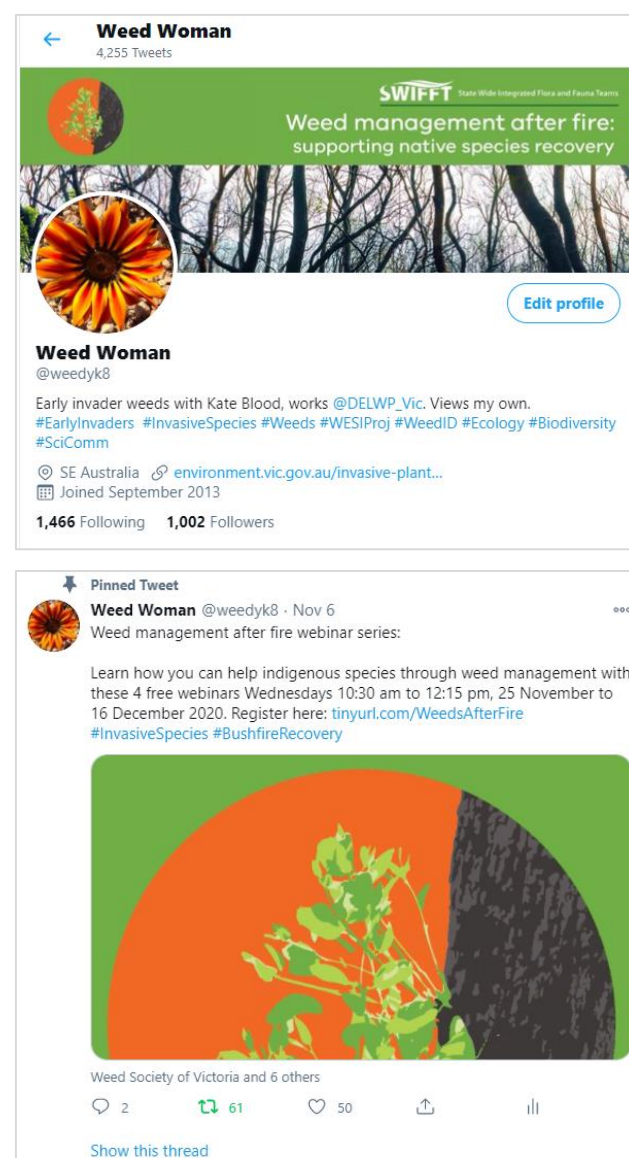 Weed Woman
4,255 Tweets
SWIFFT State Wide Integrated Flora and Fauna Teams
Weed management after fire:
supporting native species recovery
Edit profile
Weed Woman
@weedyk8
Early invader weeds with Kate Blood, works @DELWP_Vic. Views my own.
#EarlyInvaders #InvasiveSpecies #Weeds #WESIProj #WeedID #Ecology #Biodiversity
#SciComm
SE Australia environment.vic.gov.au/invasive-plant...
Joined September 2013
1,466 Following 1,002 Followers
Pinned Tweet
Weed Woman @weedyk8 · Nov 6
Weed management after fire webinar series:
Learn how you can help indigenous species through weed management with
these 4 free webinars Wednesdays 10:30 am to 12:15 pm, 25 November to
16 December 2020. Register here: tinyurl.com/WeedsAfterFire
#InvasiveSpecies #BushfireRecovery
Weed Society of Victoria and 6 others
2 61 50
Show this thread